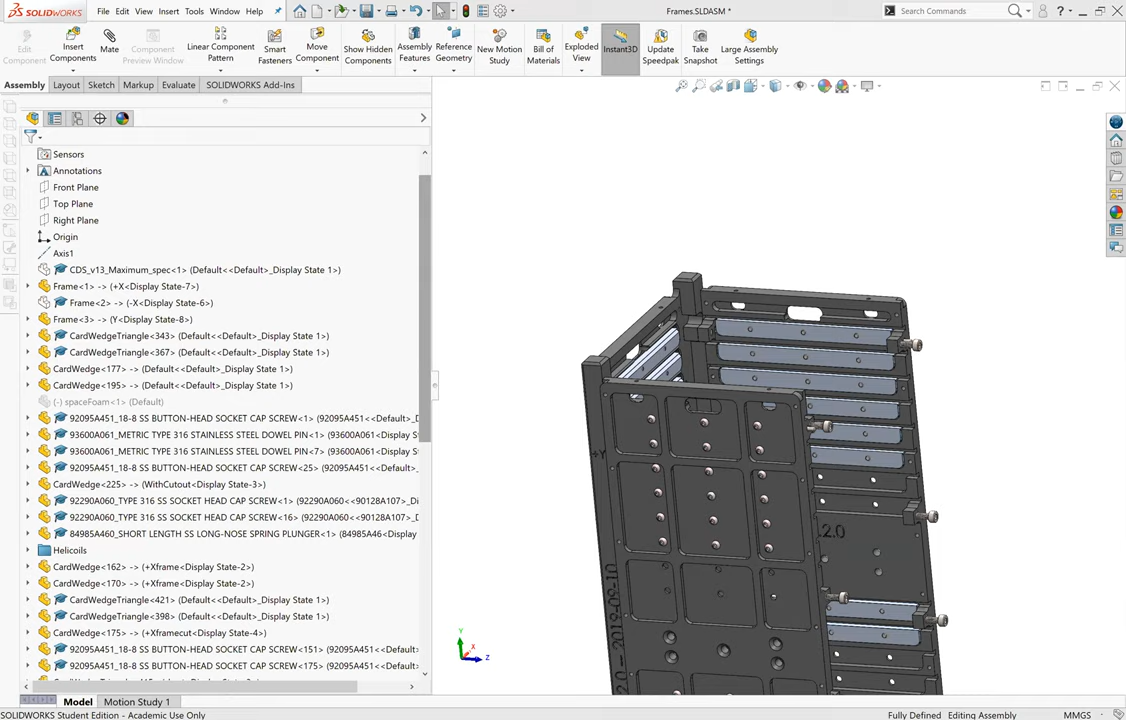 SOLIDWORKS File Edit View Insert Tools Window Help Frames.SLDASM * Search Commands
Edit Component
Insert Components
Mate
Component Preview Window
Linear Component Pattern
Smart Fasteners
Move Component
Show Hidden Components
Assembly Features
Reference Geometry
New Motion Study
Bill of Materials
Exploded View
Instant3D
Update Speedpak
Take Snapshot
Large Assembly Settings
Assembly Layout Sketch Markup Evaluate SOLIDWORKS Add-Ins
Sensors
Annotations
Front Plane
Top Plane
Right Plane
Origin
Axis1
CDS_v13_Maximum_spec<1> (Default<<Default>_Display State 1>)
Frame<1> -> (+X<Display State-7>)
Frame<2> -> (-X<Display State-6>)
Frame<3> -> (Y<Display State-8>)
CardWedgeTriangle<343> (Default<<Default>_Display State 1>)
CardWedgeTriangle<367> (Default<<Default>_Display State 1>)
CardWedge<177> -> (Default<<Default>_Display State 1>)
CardWedge<195> -> (Default<<Default>_Display State 1>)
(-) spaceFoam<1> (Default)
92095A451_18-8 SS BUTTON-HEAD SOCKET CAP SCREW<1> (92095A451<<Default>_
93600A061_METRIC TYPE 316 STAINLESS STEEL DOWEL PIN<1> (93600A061<Display S
93600A061_METRIC TYPE 316 STAINLESS STEEL DOWEL PIN<7> (93600A061<Display S
92095A451_18-8 SS BUTTON-HEAD SOCKET CAP SCREW<25> (92095A451<<Default>_
CardWedge<225> -> (WithCutout<Display State-3>)
92290A060_TYPE 316 SS SOCKET HEAD CAP SCREW<1> (92290A060<<90128A107>_Di
92290A060_TYPE 316 SS SOCKET HEAD CAP SCREW<16> (92290A060<<90128A107>_D
84985A460_SHORT LENGTH SS LONG-NOSE SPRING PLUNGER<1> (84985A46<Display
Helicoils
CardWedge<162> -> (+Xframe<Display State-2>)
CardWedge<170> -> (+Xframe<Display State-2>)
CardWedgeTriangle<421> (Default<<Default>_Display State 1>)
CardWedgeTriangle<398> (Default<<Default>_Display State 1>)
CardWedge<175> -> (+Xframecut<Display State-4>)
92095A451_18-8 SS BUTTON-HEAD SOCKET CAP SCREW<151> (92095A451<<Default>
92095A451_18-8 SS BUTTON-HEAD SOCKET CAP SCREW<175> (92095A451<<Default>
+Y
.2.0
2.0 – 2019-09-10
Y
X
Z
Model Motion Study 1
SOLIDWORKS Student Edition - Academic Use Only Fully Defined Editing Assembly MMGS